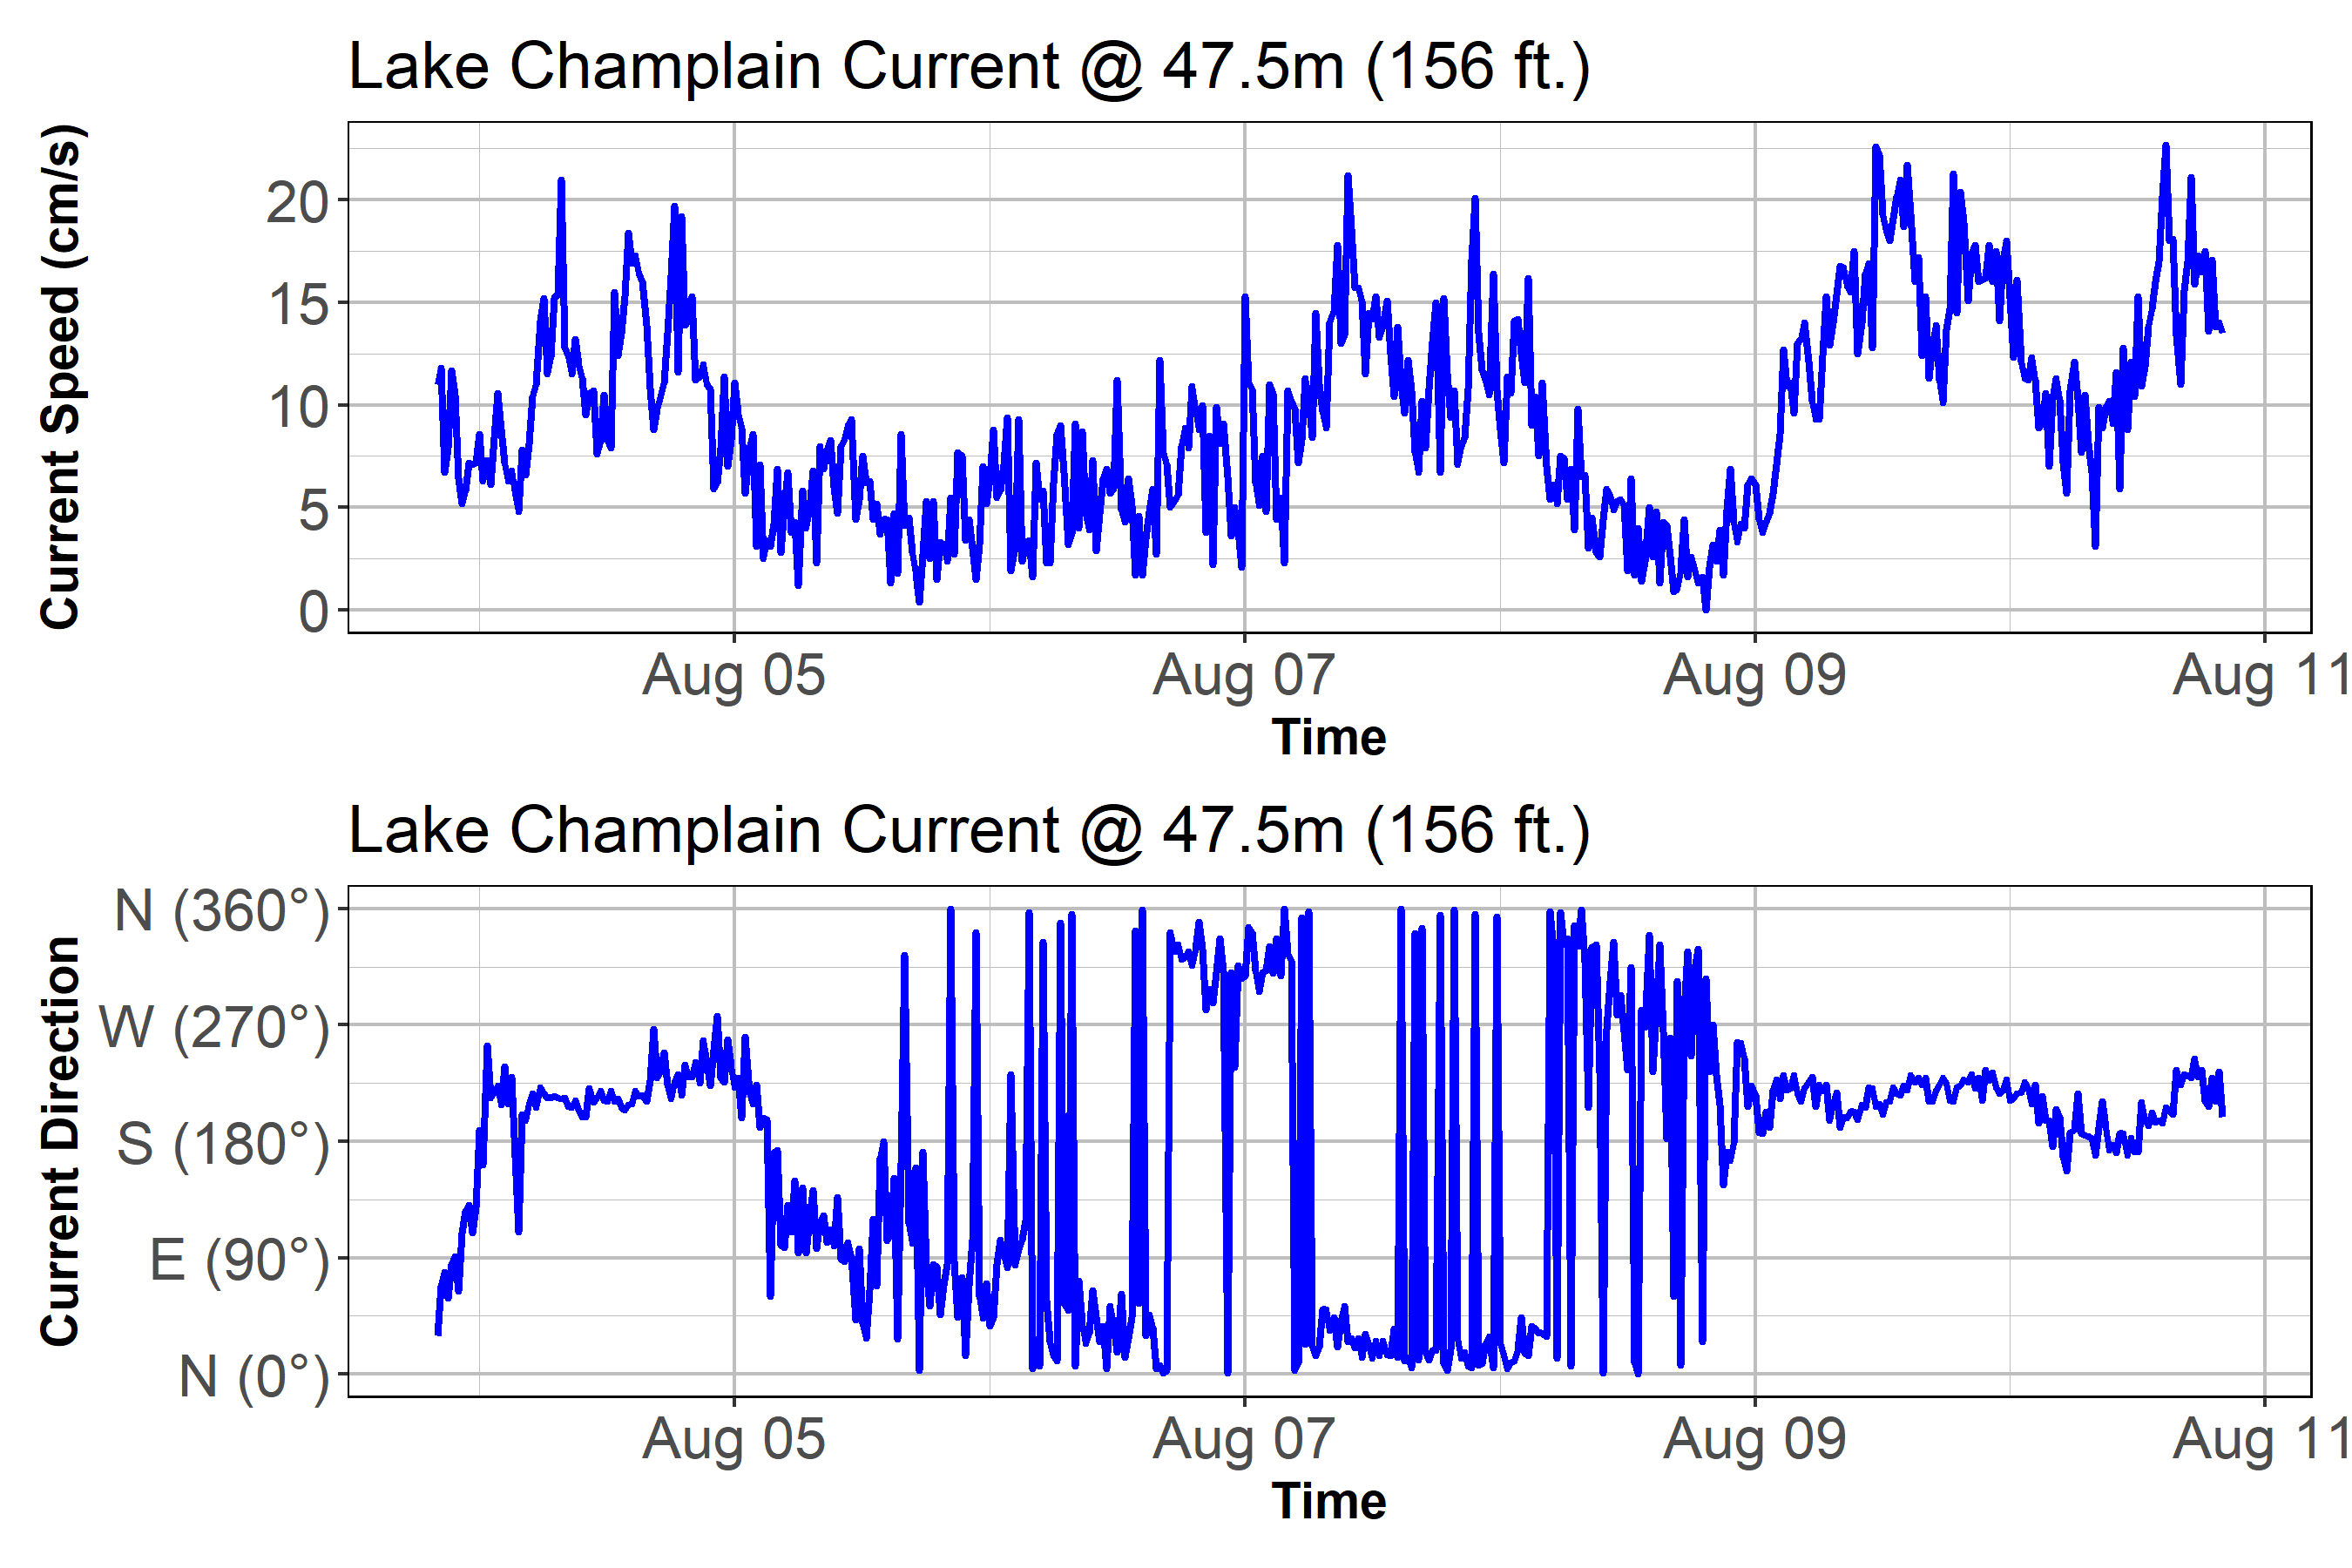 Lake Champlain Current @ 47.5m (156 ft.)
Current Speed (cm/s)
20
15
10
5
0
Aug 05 Aug 07 Aug 09 Aug 11
Time
Lake Champlain Current @ 47.5m (156 ft.)
Current Direction
N (360°)
W (270°)
S (180°)
E (90°)
N (0°)
Aug 05 Aug 07 Aug 09 Aug 11
Time